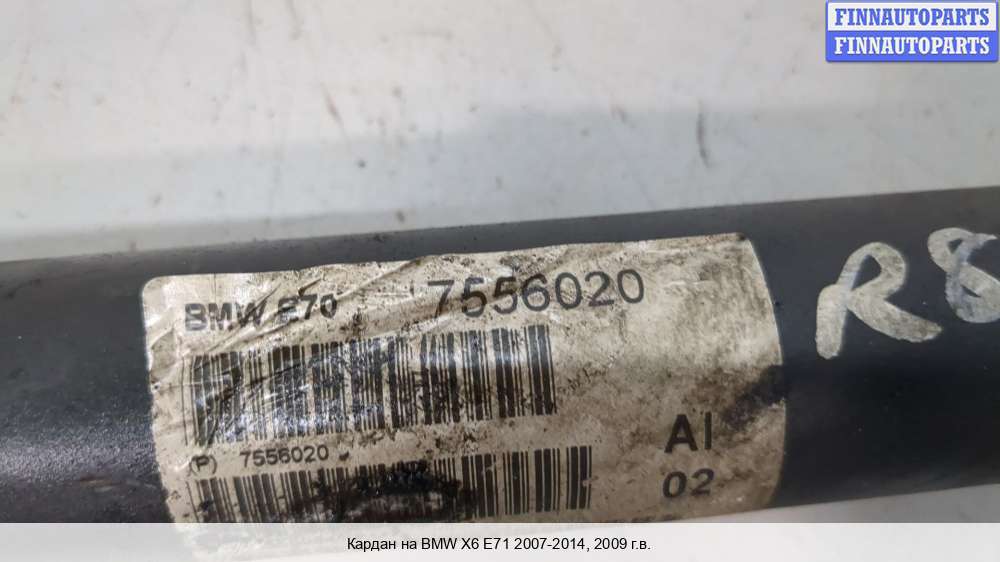 FINNAUTOPARTS
FINNAUTOPARTS
BMW E70 7556020
R8
(P) 7556020
AI
02
Кардан на BMW X6 E71 2007-2014, 2009 г.в.